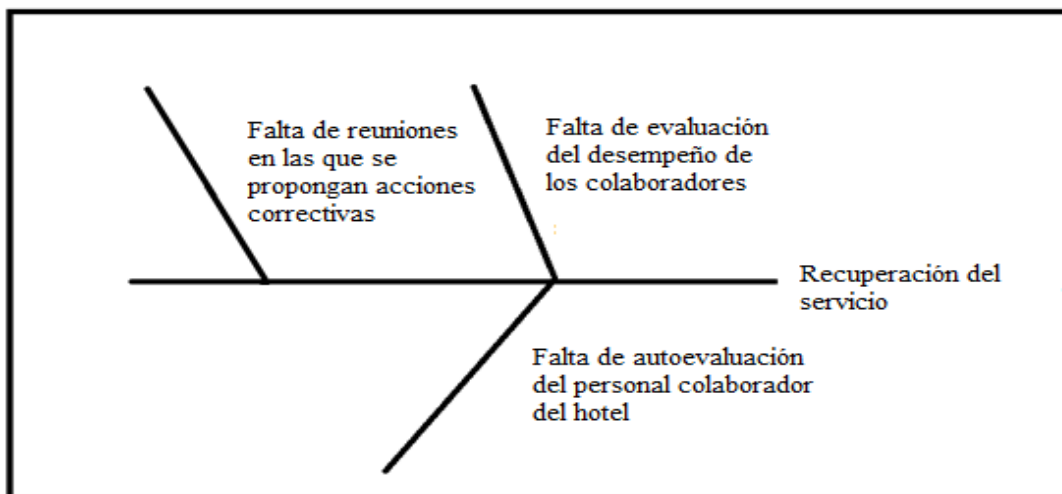 Falta de reuniones
en las que se
propongan acciones
correctivas
Falta de evaluación
del desempeño de
los colaboradores
Recuperación del
servicio
Falta de autoevaluación
del personal colaborador
del hotel